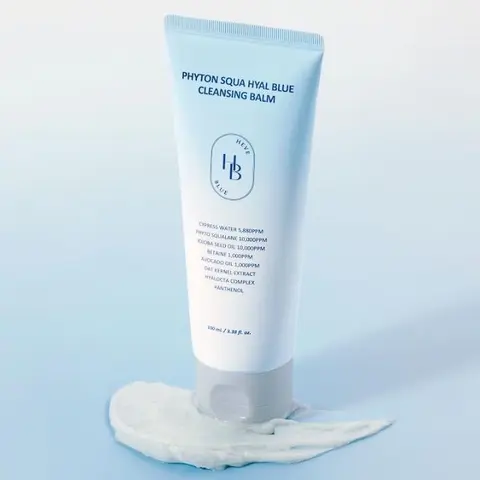 PHYTON SQUA HYAL BLUE
CLEANSING BALM
HEVE
HB
BLUE
CYPRESS WATER 5,880PPM
PHYTO SQUALANE 10,000PPM
JOJOBA SEED OIL 10,000PPM
BETAINE 1,000PPM
AVOCADO OIL 1,000PPM
OAT KERNEL EXTRACT
HYALOCTA COMPLEX
PANTHENOL
100 ml / 3.38 fl. oz.